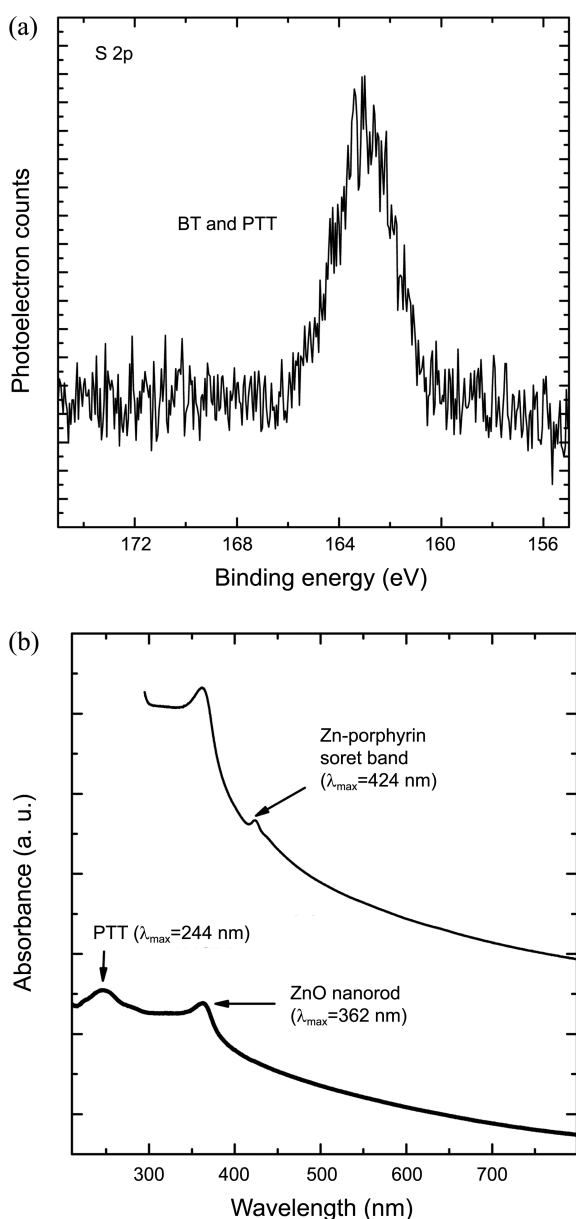 (a)
S 2p
BT and PTT
Photoelectron counts
172 168 164 160 156
Binding energy (eV)
(b)
Zn-porphyrin
soret band
(λmax=424 nm)
PTT (λmax=244 nm)
ZnO nanorod
(λmax=362 nm)
Absorbance (a. u.)
300 400 500 600 700
Wavelength (nm)